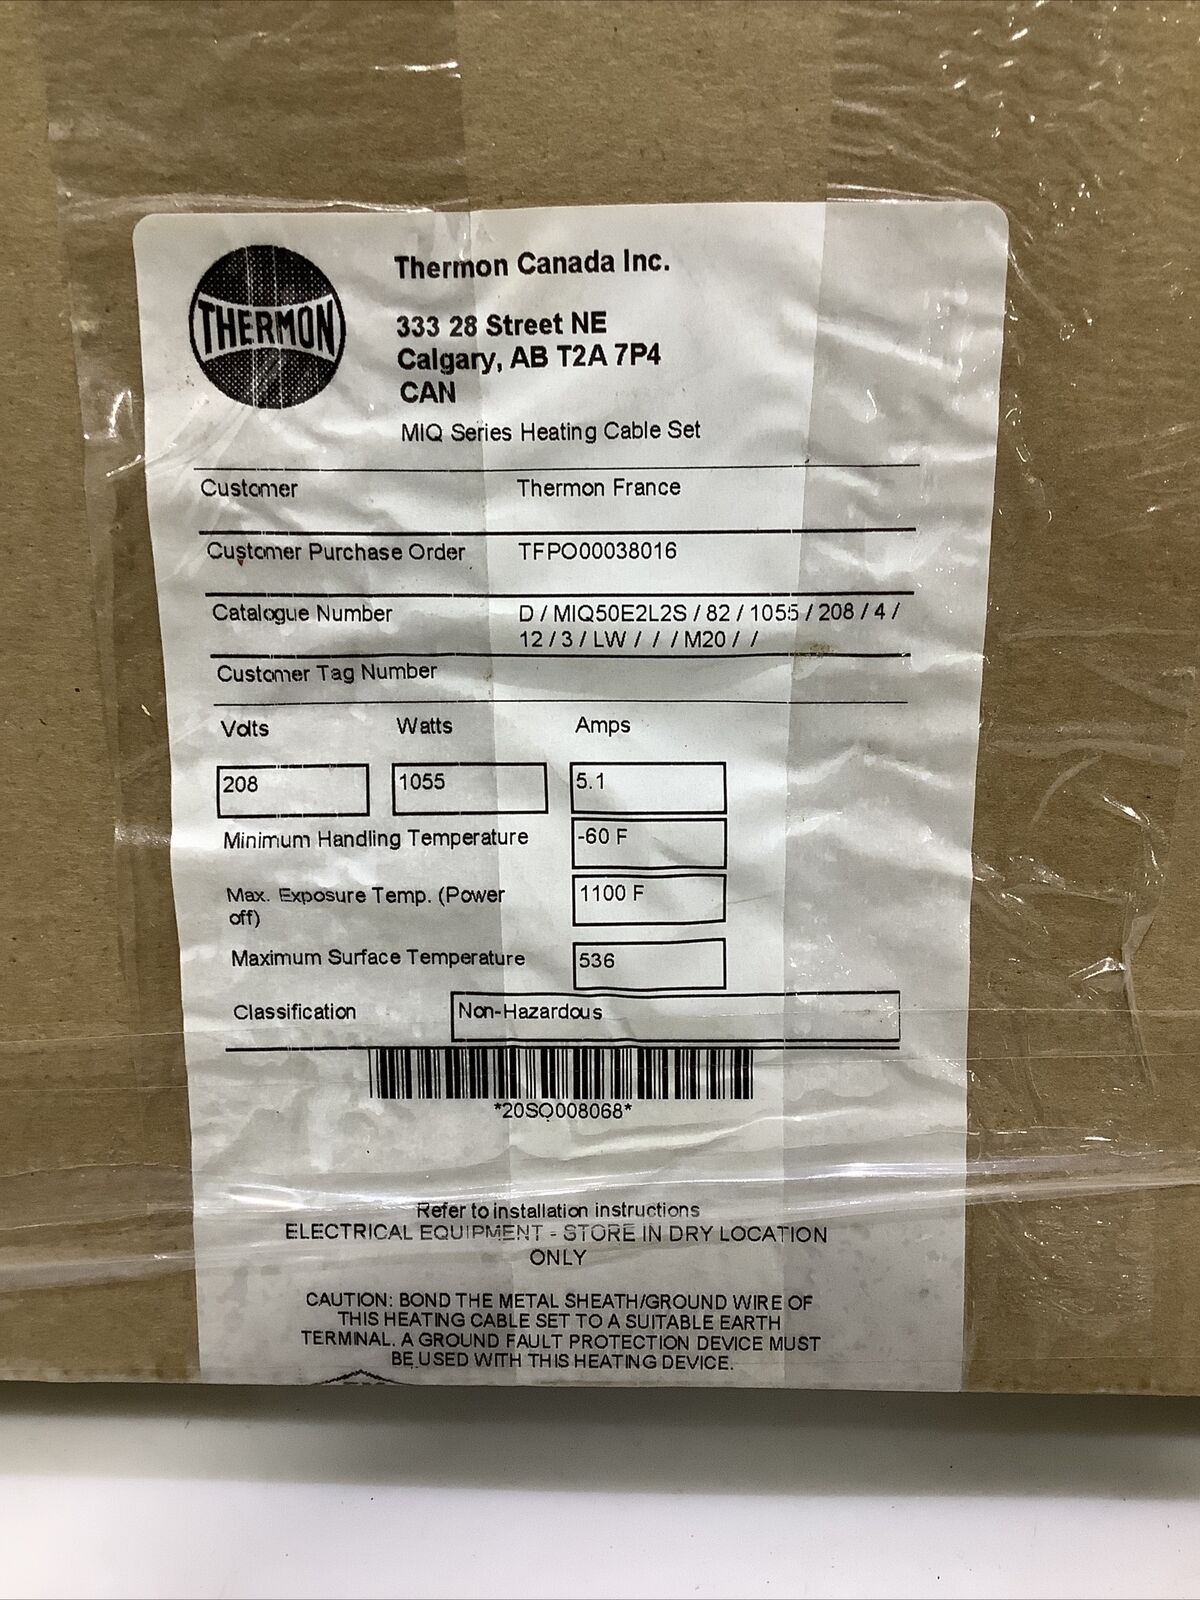 THERMON
Thermon Canada Inc.
333 28 Street NE
Calgary, AB T2A 7P4
CAN
MIQ Series Heating Cable Set
Customer Thermon France
Customer Purchase Order TFPO00038016
Catalogue Number D / MIQ50E2L2S / 82 / 1055 / 208 / 4 /
12 / 3 / LW / / / M20 / /
Customer Tag Number
Volts Watts Amps
208 1055 5.1
Minimum Handling Temperature -60 F
Max. Exposure Temp. (Power 1100 F
off)
Maximum Surface Temperature 536
Classification Non-Hazardous
*20SO008068*
Refer to installation instructions
ELECTRICAL EQUIPMENT - STORE IN DRY LOCATION
ONLY
CAUTION: BOND THE METAL SHEATH/GROUND WIRE OF
THIS HEATING CABLE SET TO A SUITABLE EARTH
TERMINAL. A GROUND FAULT PROTECTION DEVICE MUST
BE USED WITH THIS HEATING DEVICE.